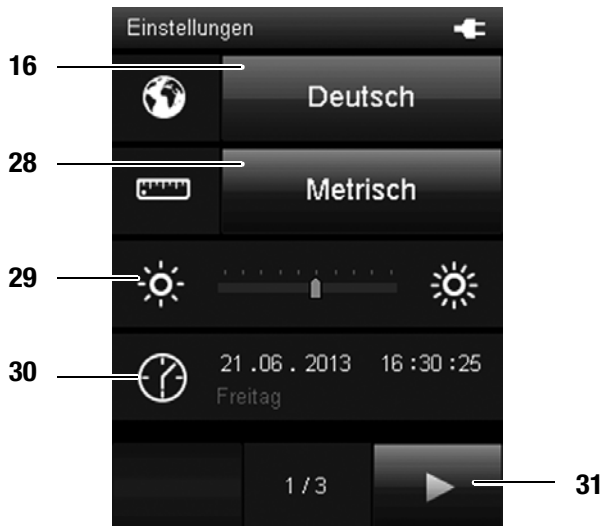 Einstellungen
16
Deutsch
28
Metrisch
29
30
21 .06 . 2013 16 :30 :25
Freitag
1 / 3
31